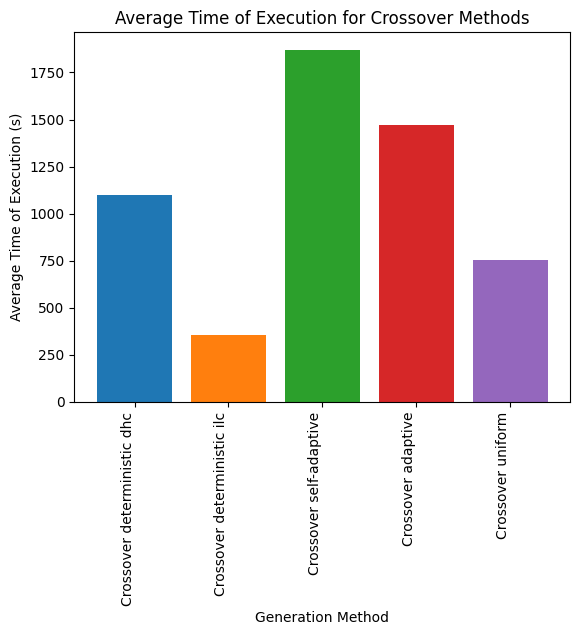 Average Time of Execution for Crossover Methods
Average Time of Execution (s)
1750
1500
1250
1000
750
500
250
0
Crossover deterministic dhc
Crossover deterministic ilc
Crossover self-adaptive
Crossover adaptive
Crossover uniform
Generation Method